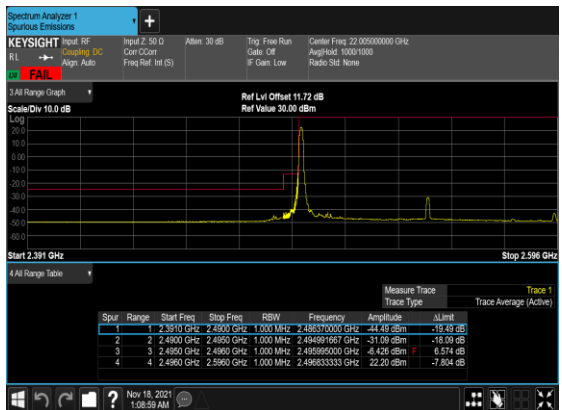 Spectrum Analyzer 1
Spurious Emissions
KEYSIGHT Input: RF Input Z: 50 Ω Atten: 30 dB Trig: Free Run Center Freq: 22.005000000 GHz
RL Coupling: DC Corr CCorr Gate: Off Avg|Hold: 1000/1000
Align: Auto Freq Ref: Int (S) IF Gain: Low Radio Std: None
FAIL
3 All Range Graph Ref Lvl Offset 11.72 dB
Scale/Div 10.0 dB Ref Value 30.00 dBm
Log
20.0
10.0
0.00
-10.0
-20.0
-30.0
-40.0
-50.0
-60.0
Start 2.391 GHz Stop 2.596 GHz
4 All Range Table
Measure Trace Trace 1
Trace Type Trace Average (Active)
Spur Range Start Freq Stop Freq RBW Frequency Amplitude ΔLimit
1 1 2.3910 GHz 2.4900 GHz 1.000 MHz 2.486370000 GHz -44.49 dBm -19.49 dB
2 2 2.4900 GHz 2.4950 GHz 1.000 MHz 2.494991667 GHz -31.09 dBm -18.09 dB
3 3 2.4950 GHz 2.4960 GHz 1.000 MHz 2.495995000 GHz -6.426 dBm F 6.574 dB
4 4 2.4960 GHz 2.5960 GHz 1.000 MHz 2.496833333 GHz 22.20 dBm -7.804 dB
Nov 18, 2021
1:08:59 AM